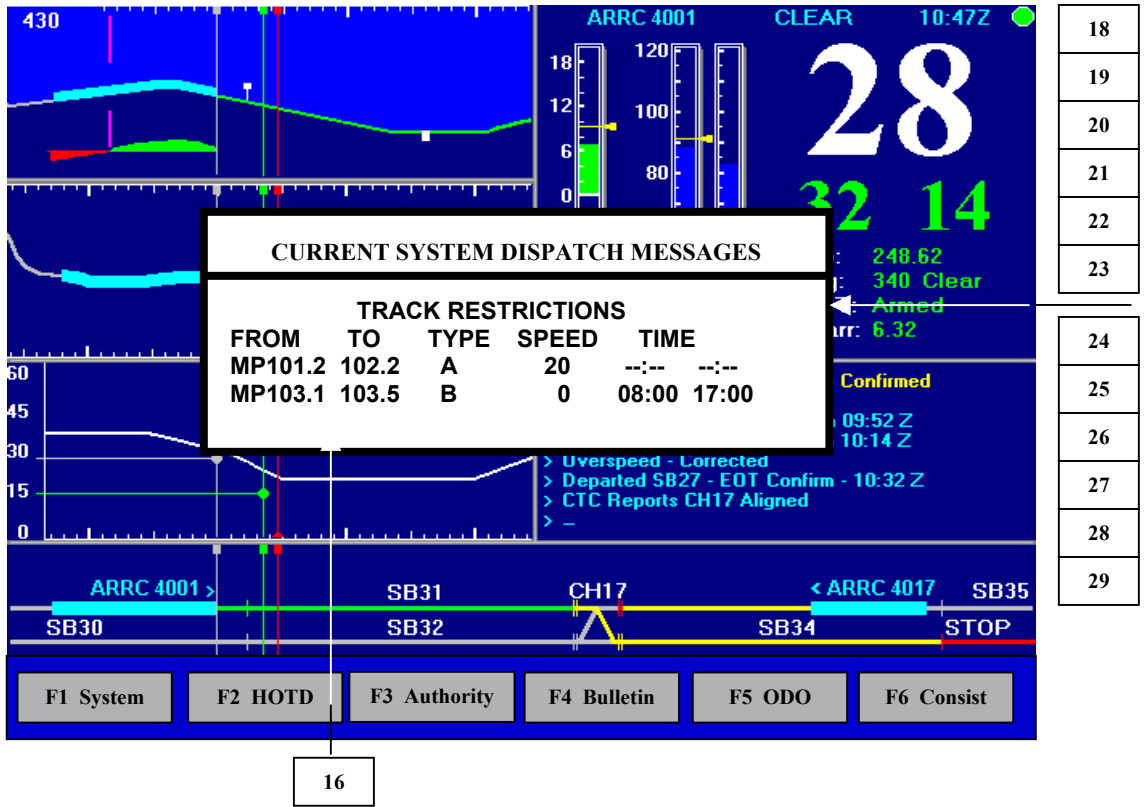 430
ARRC 4001 CLEAR 10:47Z
18
12
6
0
120
100
80
28
32 14
: 248.62
g: 340 Clear
: Armed
arr: 6.32
CURRENT SYSTEM DISPATCH MESSAGES
TRACK RESTRICTIONS
FROM TO TYPE SPEED TIME
MP101.2 102.2 A 20 --:-- --:--
MP103.1 103.5 B 0 08:00 17:00
60
45
30
15
0
Confirmed
09:52 Z
10:14 Z
> Overspeed - Corrected
> Departed SB27 - EOT Confirm - 10:32 Z
> CTC Reports CH17 Aligned
> _
ARRC 4001 > SB31 CH17 < ARRC 4017 SB35
SB30 SB32 SB34 STOP
F1 System F2 HOTD F3 Authority F4 Bulletin F5 ODO F6 Consist
16
18
19
20
21
22
23
24
25
26
27
28
29